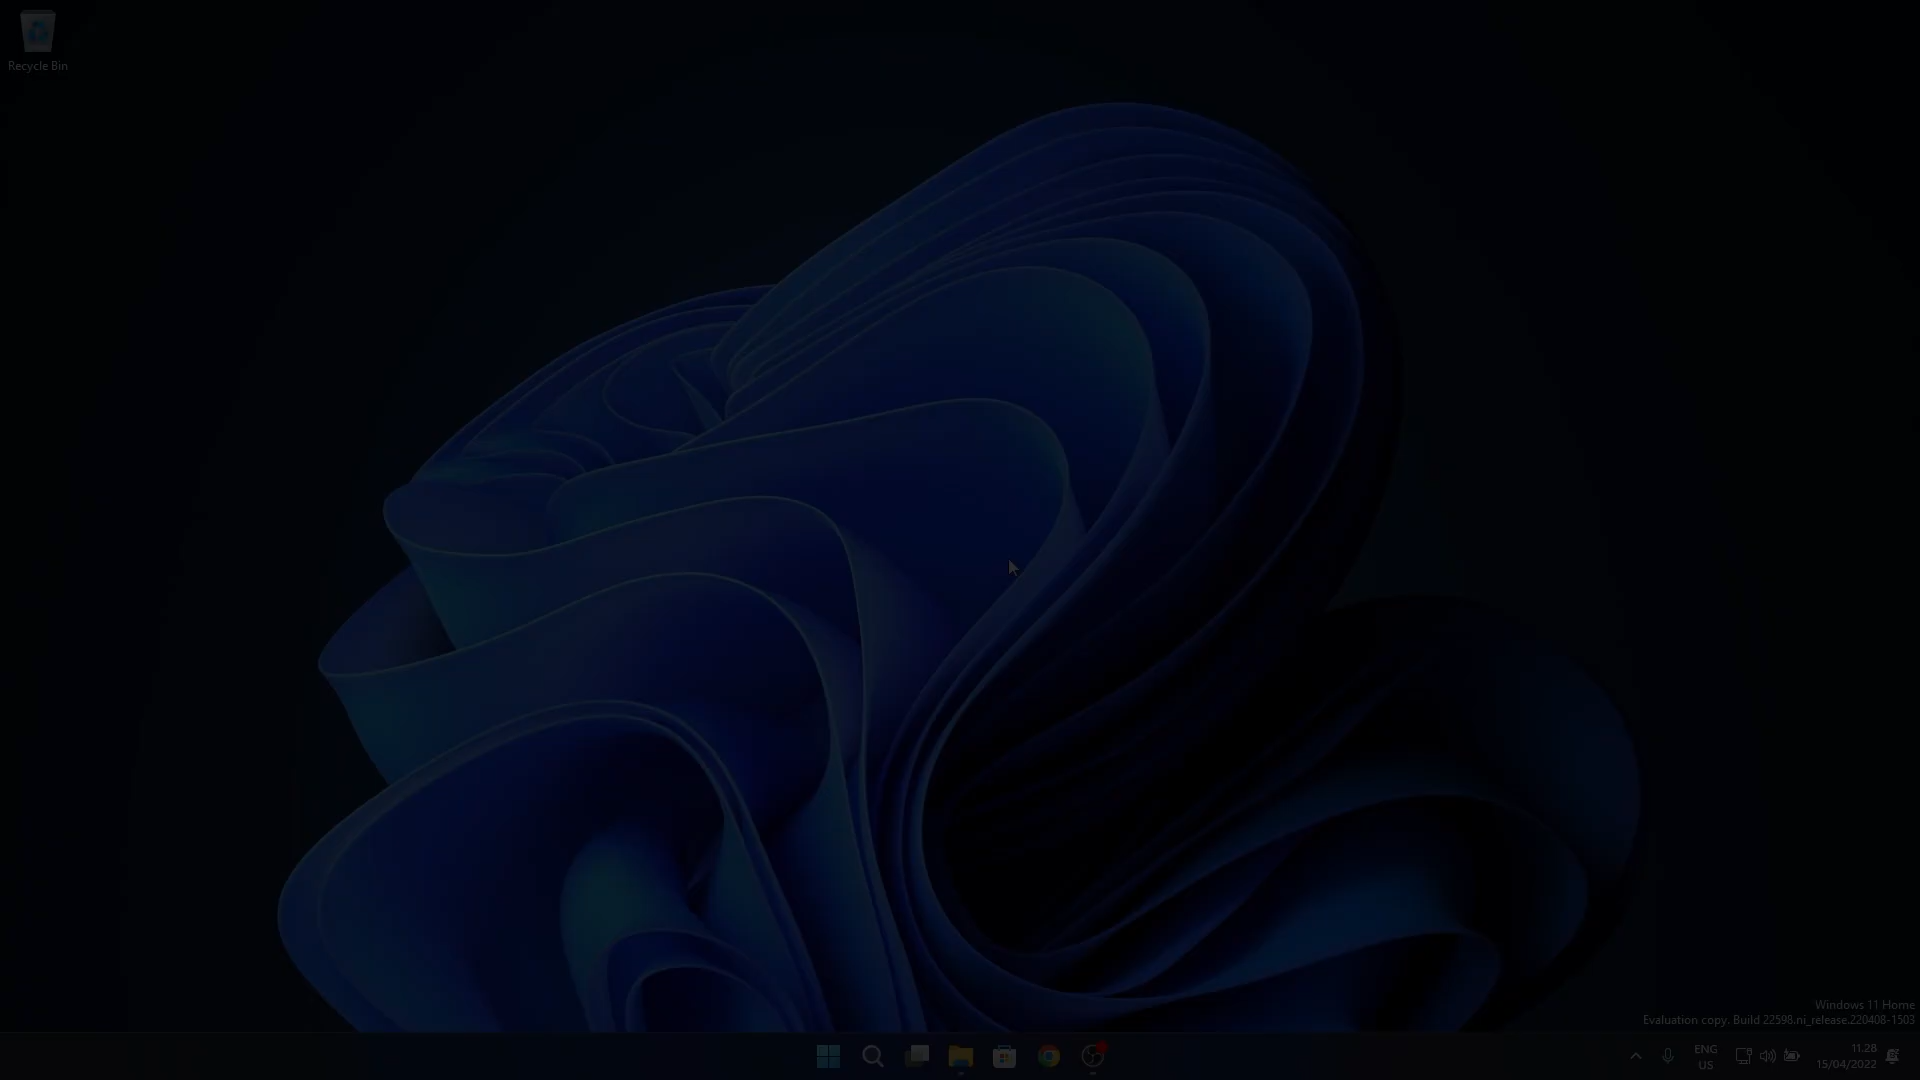 Recycle Bin
Windows 11 Home
Evaluation copy. Build 22598.ni_release.220408-1503
ENG
US
11.28
15/04/2022